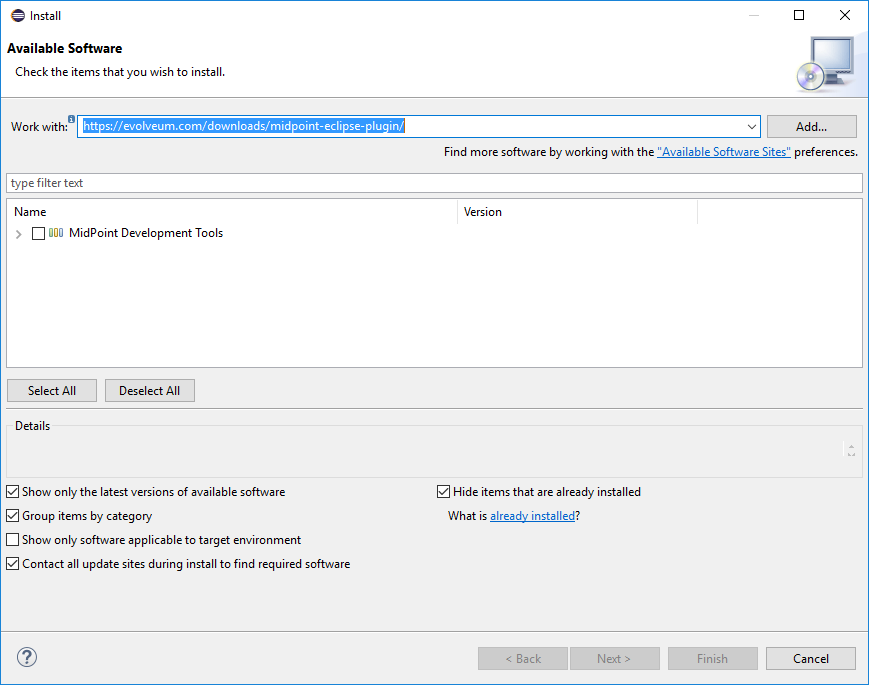 Install
Available Software
Check the items that you wish to install.
Work with: https://evolveum.com/downloads/midpoint-eclipse-plugin/ Add...
Find more software by working with the "Available Software Sites" preferences.
type filter text
Name Version
MidPoint Development Tools
Select All Deselect All
Details
Show only the latest versions of available software Hide items that are already installed
Group items by category What is already installed?
Show only software applicable to target environment
Contact all update sites during install to find required software
? < Back Next > Finish Cancel